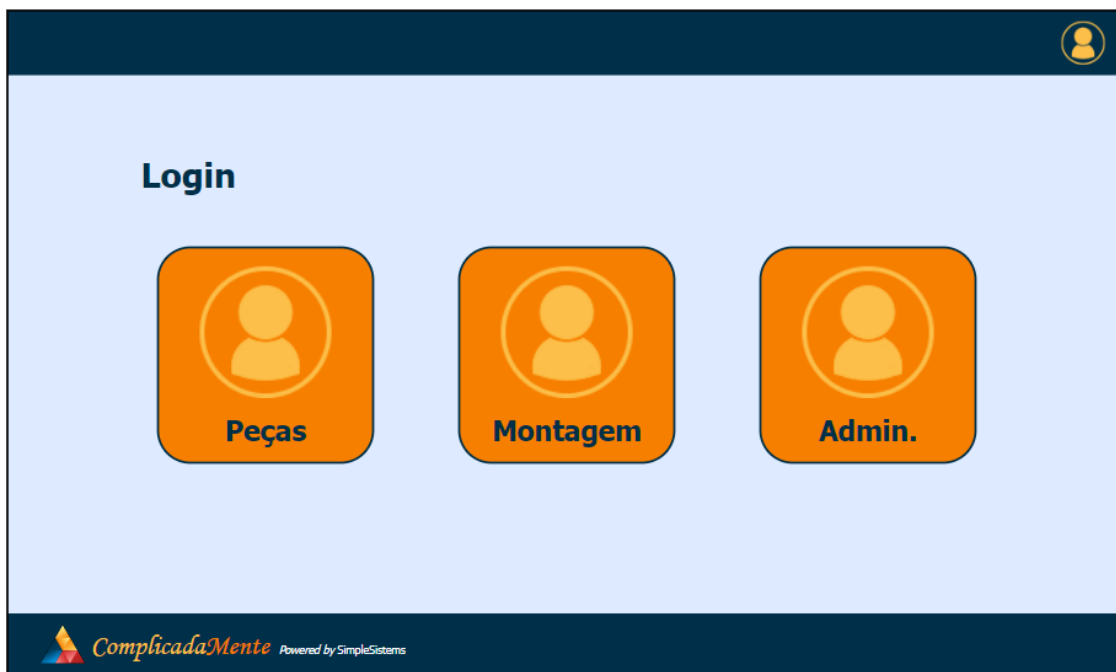 Login
Peças
Montagem
Admin.
ComplicadaMente Powered by SimpleSistems